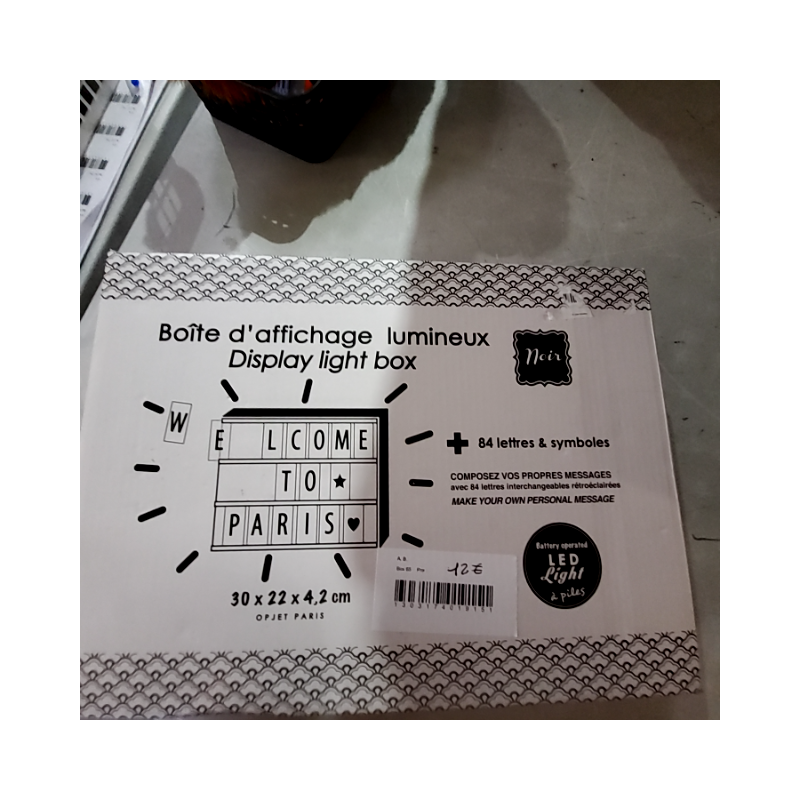 Boîte d'affichage lumineux
Display light box
Noir
W E LCOME
TO ★
PARIS ♥
+ 84 lettres & symboles
COMPOSEZ VOS PROPRES MESSAGES
avec 84 lettres interchangeables rétroéclairées
MAKE YOUR OWN PERSONAL MESSAGE
Battery operated
LED
Light
à piles
30 x 22 x 4,2 cm
OPJET PARIS
12€